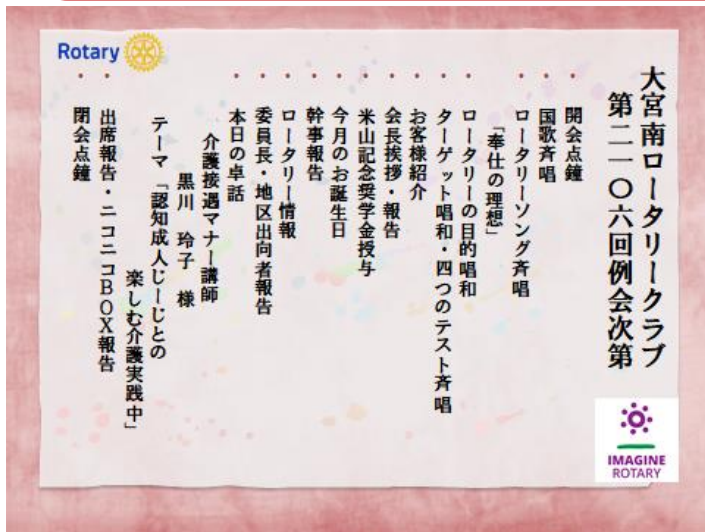 大宮南ロータリークラブ
第二一〇六回例会次第
・開会点鐘
・国歌斉唱
・ロータリーソング斉唱
「奉仕の理想」
・ロータリーの目的唱和
・ターゲット唱和・四つのテスト斉唱
・お客様紹介
・会長挨拶・報告
・米山記念奨学金授与
・今月のお誕生日
・幹事報告
・ロータリー情報
・委員長・地区出向者報告
・本日の卓話
介護接遇マナー講師
黒川 玲子 様
テーマ「認知成人じーじとの
楽しむ介護実践中」
・出席報告・ニコニコBOX報告
・閉会点鐘
Rotary
IMAGINE
ROTARY